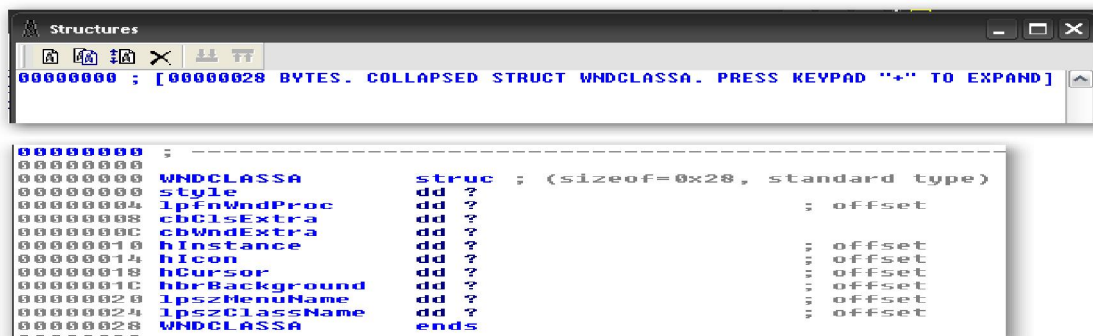 Structures
00000000 ; [00000028 BYTES. COLLAPSED STRUCT WNDCLASSA. PRESS KEYPAD "+" TO EXPAND]
00000000 ; ---------------------------------------------------------------------------
00000000
00000000 WNDCLASSA struc ; (sizeof=0x28, standard type)
00000000 style dd ?
00000004 lpfnWndProc dd ? ; offset
00000008 cbClsExtra dd ?
0000000C cbWndExtra dd ?
00000010 hInstance dd ? ; offset
00000014 hIcon dd ? ; offset
00000018 hCursor dd ? ; offset
0000001C hbrBackground dd ? ; offset
00000020 lpszMenuName dd ? ; offset
00000024 lpszClassName dd ? ; offset
00000028 WNDCLASSA ends